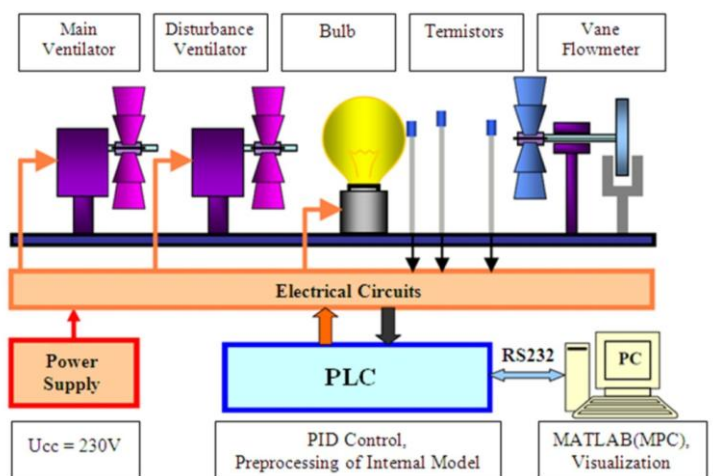 Main
Ventilator
Disturbance
Ventilator
Bulb
Termistors
Vane
Flowmeter
Electrical Circuits
Power
Supply
PLC
RS232
PC
Ucc = 230V
PID Control,
Preprocessing of Internal Model
MATLAB(MPC),
Visualization